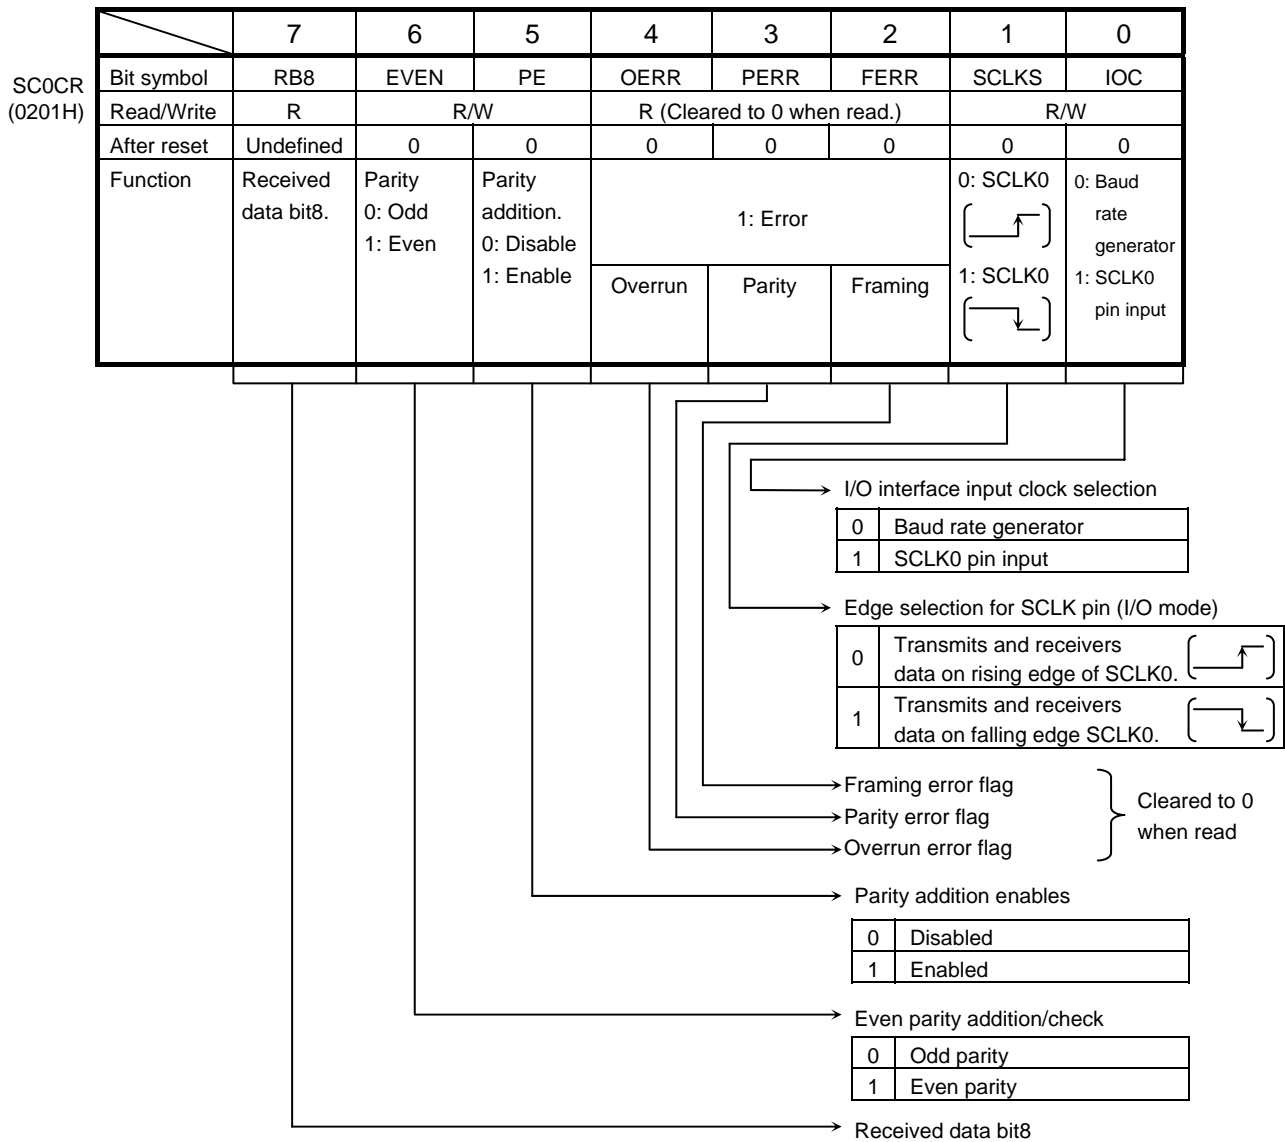 7 6 5 4 3 2 1 0
SC0CR
(0201H)
Bit symbol RB8 EVEN PE OERR PERR FERR SCLKS IOC
Read/Write R R/W R (Cleared to 0 when read.) R/W
After reset Undefined 0 0 0 0 0 0 0
Function
Received
data bit8.
Parity
0: Odd
1: Even
Parity
addition.
0: Disable
1: Enable
1: Error
Overrun Parity Framing
0: SCLK0
1: SCLK0
0: Baud
rate
generator
1: SCLK0
pin input
I/O interface input clock selection
0 Baud rate generator
1 SCLK0 pin input
Edge selection for SCLK pin (I/O mode)
0 Transmits and receivers
data on rising edge of SCLK0.
1 Transmits and receivers
data on falling edge SCLK0.
Framing error flag
Parity error flag
Overrun error flag
Cleared to 0
when read
Parity addition enables
0 Disabled
1 Enabled
Even parity addition/check
0 Odd parity
1 Even parity
Received data bit8